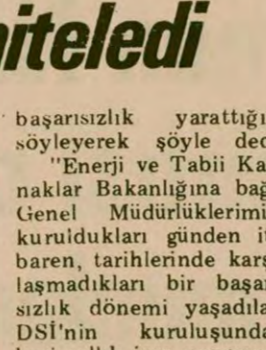 niteledi
başarısızlık yarattığı
söyleyerek şöyle ded
"Enerji ve Tabii Ka
naklar Bakanlığına bağ
Genel Müdürlüklerimi
kuruldukları günden it
baren, tarihlerinde karş
laşmadıkları bir başa
sızlık dönemi yaşadıla
DSİ'nin kuruluşunda